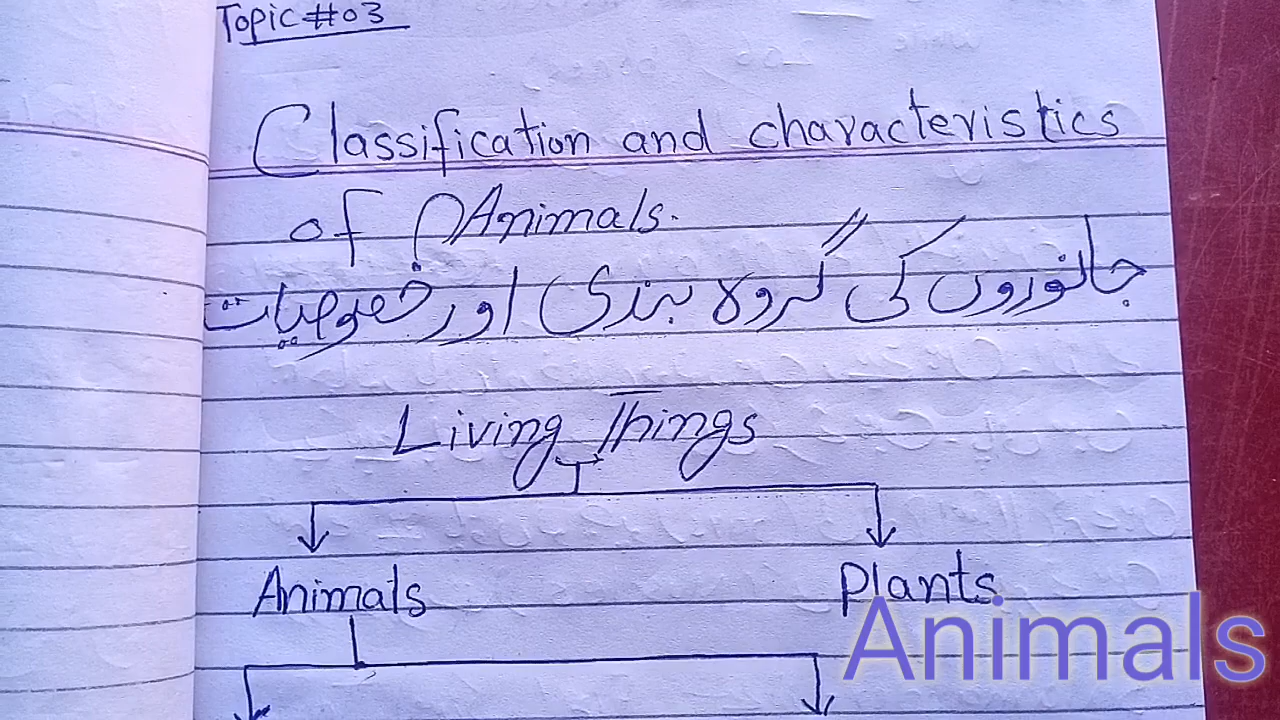 Topic #03
Classification and characteristics
of Animals.
جانوروں کی گروہ بندی اور خصوصیات
Living Things
Animals
Plants
Animals